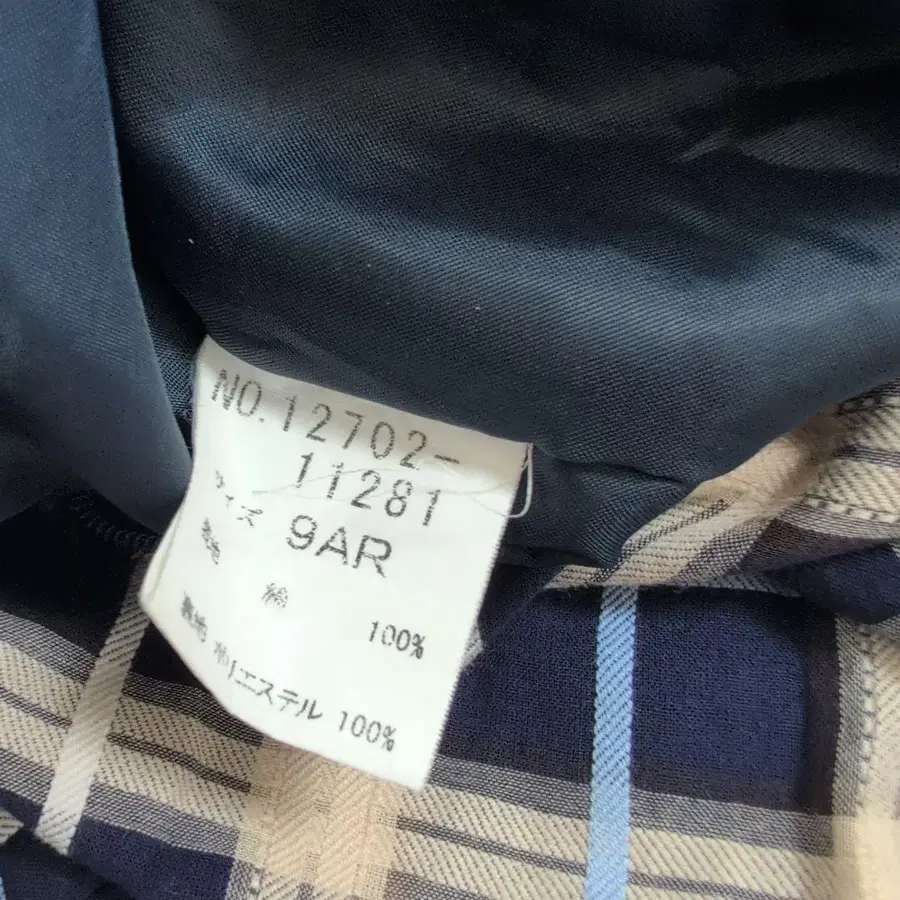 NO.12702-
11281
サイズ 9AR
表地
綿 100%
裏地
ポリエステル 100%